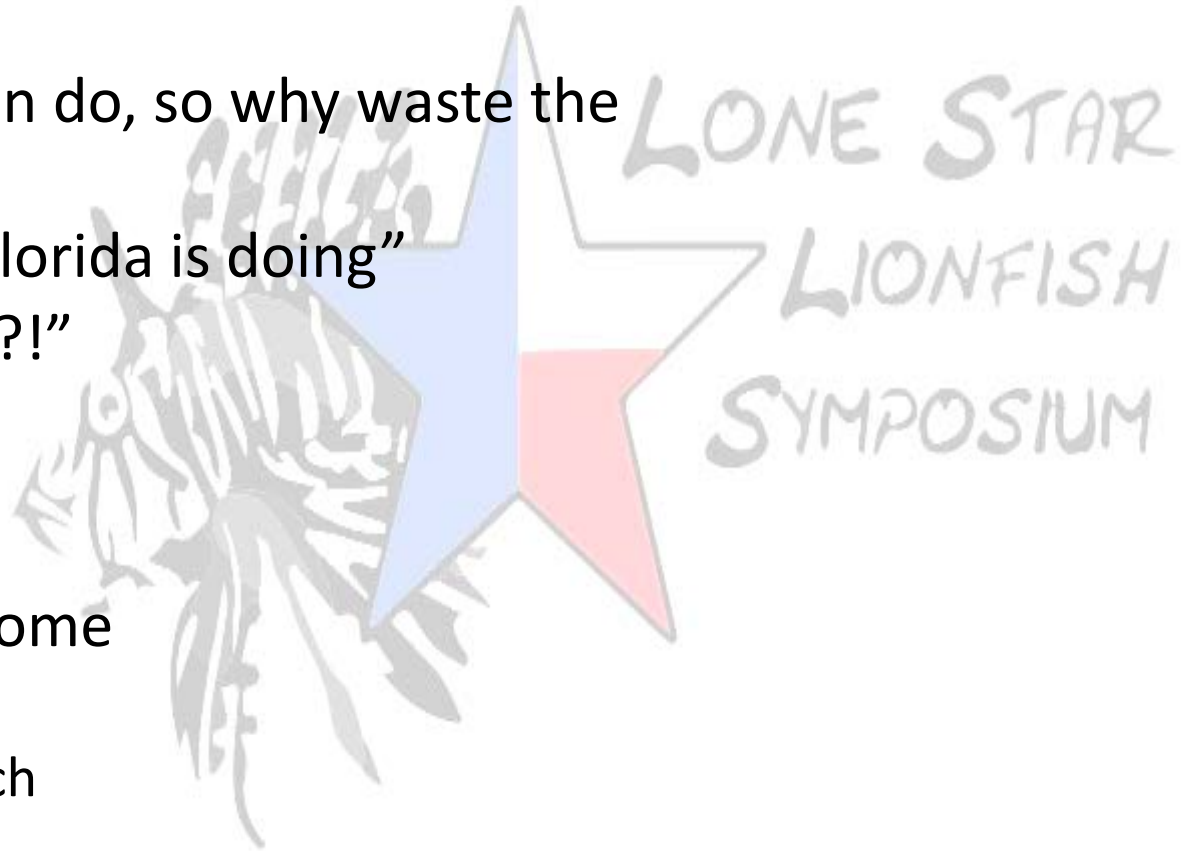 n do, so why waste the
LONE STAR
lorida is doing”
LIONFISH
?!”
SYMPOSIUM
ome
ch